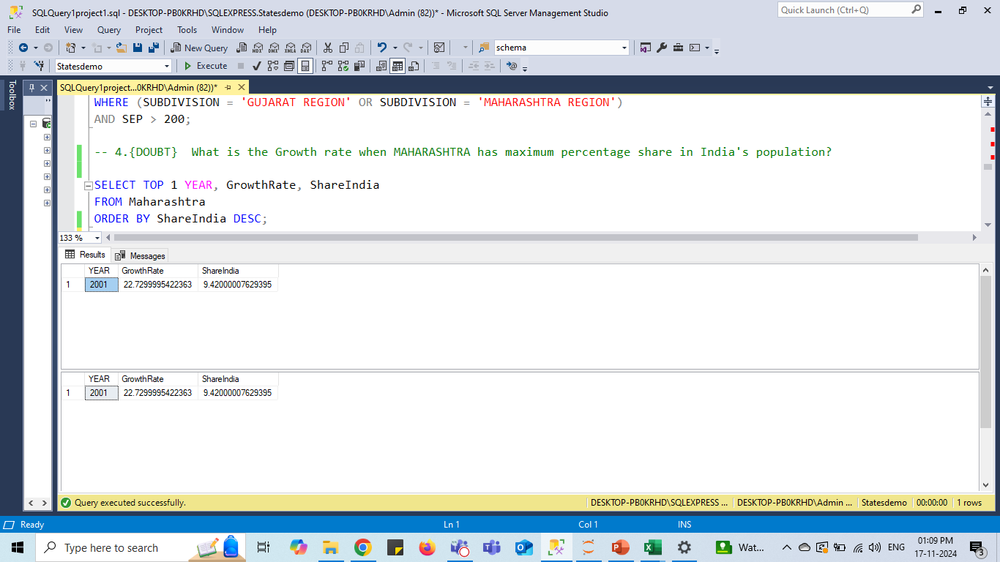 SQLQuery1project1.sql - DESKTOP-PB0KRHD\SQLEXPRESS.Statesdemo (DESKTOP-PB0KRHD\Admin (82))* - Microsoft SQL Server Management Studio
Quick Launch (Ctrl+Q)
File Edit View Query Project Tools Window Help
New Query MDX DMX XMLA DAX schema
Statesdemo Execute
Toolbox
SQLQuery1project...0KRHD\Admin (82))*
WHERE (SUBDIVISION = 'GUJARAT REGION' OR SUBDIVISION = 'MAHARASHTRA REGION')
AND SEP > 200;
-- 4.{DOUBT}  What is the Growth rate when MAHARASHTRA has maximum percentage share in India's population?
SELECT TOP 1 YEAR, GrowthRate, ShareIndia
FROM Maharashtra
ORDER BY ShareIndia DESC;
133 %
Results Messages
YEAR GrowthRate ShareIndia
1 2001 22.7299995422363 9.42000007629395
YEAR GrowthRate ShareIndia
1 2001 22.7299995422363 9.42000007629395
Query executed successfully. DESKTOP-PB0KRHD\SQLEXPRESS ... DESKTOP-PB0KRHD\Admin ... Statesdemo 00:00:00 1 rows
Ready Ln 1 Col 1 INS
Type here to search Wat... ENG 01:09 PM
17-11-2024 3